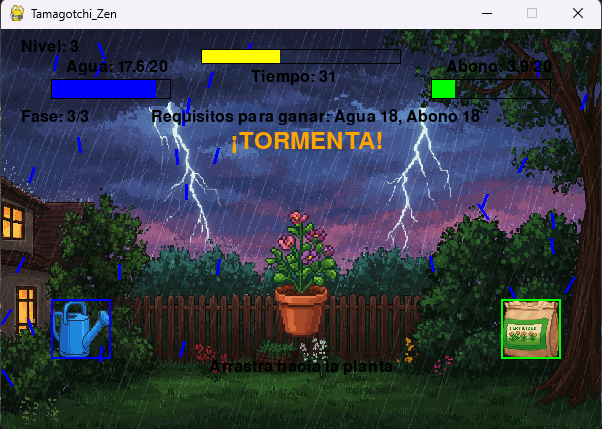 Tamagotchi_Zen
Nivel: 3
Agua: 17.6/20
Tiempo: 31
Abono: 3.9/20
Fase: 3/3
Requisitos para ganar: Agua 18, Abono 18
¡TORMENTA!
FERTILIZER
Arrastra hacia la planta